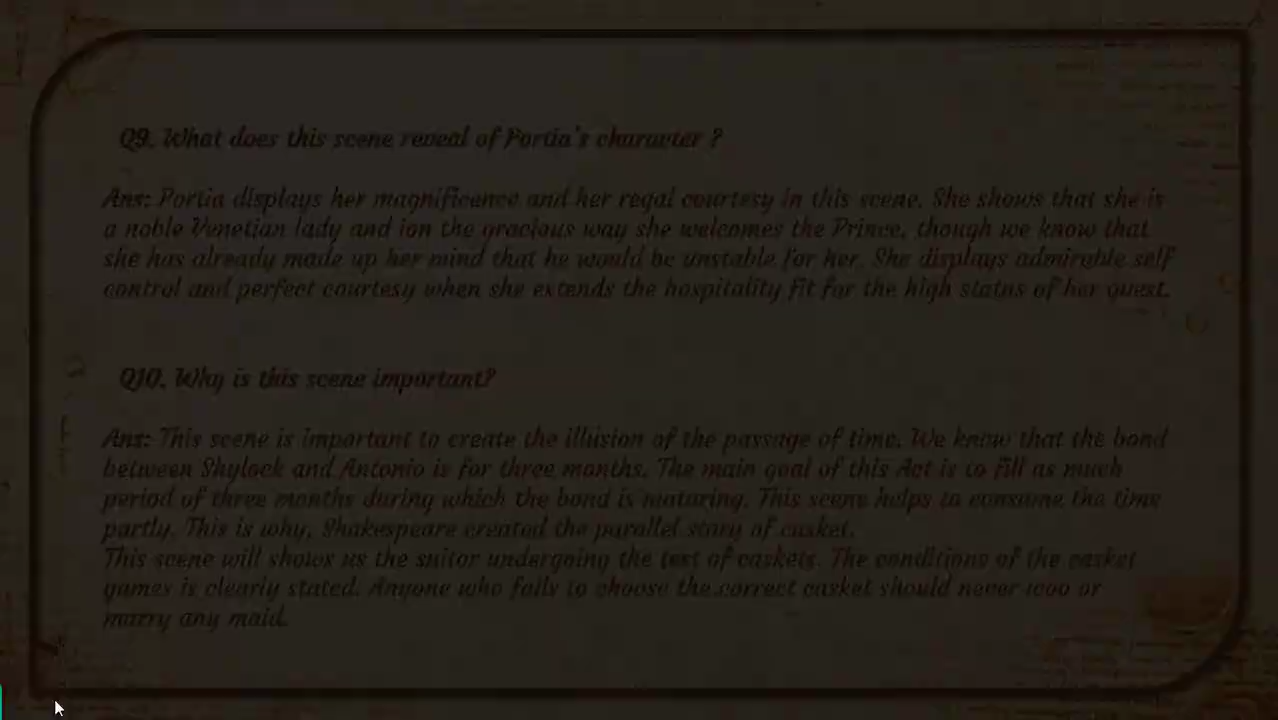 Q9. What does this scene reveal of Portia's character ?
Ans: Portia displays her magnificence and her regal courtesy in this scene. She shows that she is
a noble Venetian lady and ion the gracious way she welcomes the Prince, though we know that
she has already made up her mind that he would be unstable for her. She displays admirable self
control and perfect courtesy when she extends the hospitality fit for the high status of her guest.
Q10. Why is this scene important?
Ans: This scene is important to create the illusion of the passage of time. We know that the bond
between Shylock and Antonio is for three months. The main goal of this Act is to fill as much
period of three months during which the bond is maturing. This scene helps to consume the time
partly. This is why, Shakespeare created the parallel story of casket.
This scene will shows us the suitor undergoing the test of caskets. The conditions of the casket
games is clearly stated. Anyone who fails to choose the correct casket should never woo or
marry any maid.